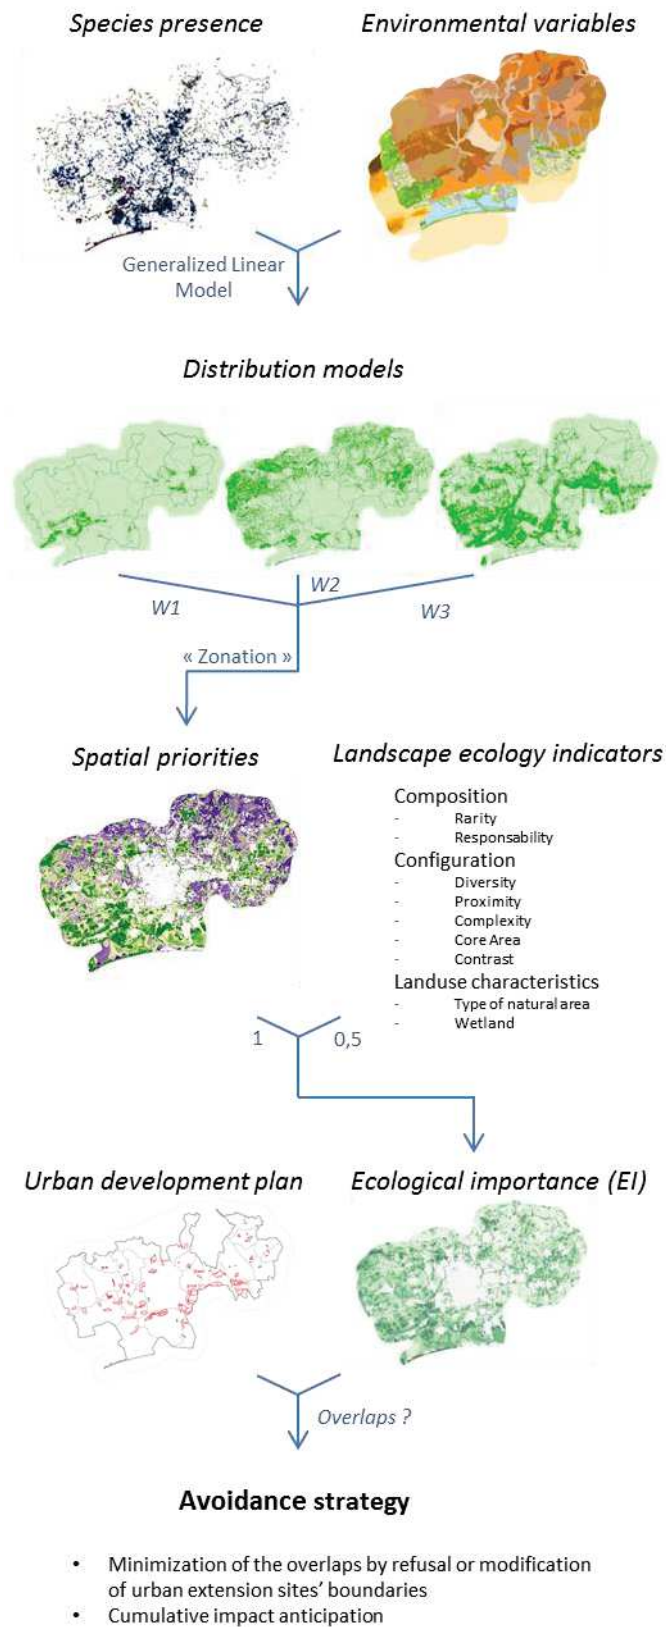 Species presence
Environmental variables
Generalized Linear
Model
Distribution models
W1
W2
W3
« Zonation »
Spatial priorities
Landscape ecology indicators
Composition
- Rarity
- Responsability
Configuration
- Diversity
- Proximity
- Complexity
- Core Area
- Contrast
Landuse characteristics
- Type of natural area
- Wetland
1
0,5
Urban development plan
Ecological importance (EI)
Overlaps ?
Avoidance strategy
• Minimization of the overlaps by refusal or modification
of urban extension sites' boundaries
• Cumulative impact anticipation